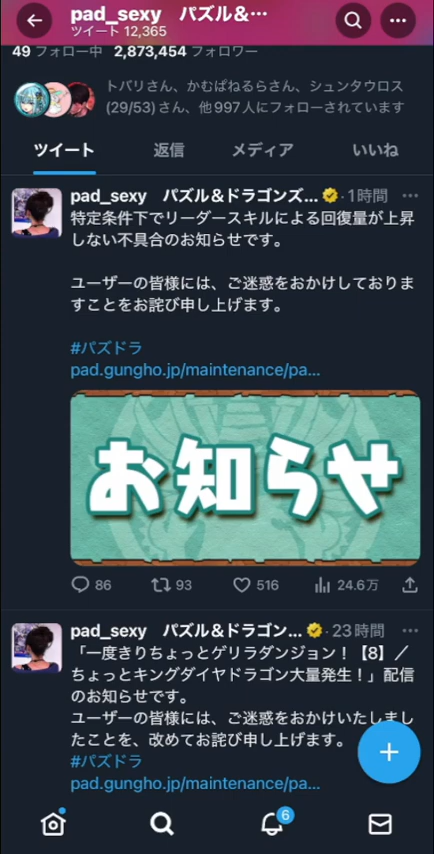 pad_sexy パズル&…
ツイート 12,365
49 フォロー中 2,873,454 フォロワー
トバリさん、かむぱねるらさん、シュンタウロス
(29/53)さん、他997人にフォローされています
ツイート 返信 メディア いいね
pad_sexy パズル&ドラゴンズ... · 1時間
特定条件下でリーダースキルによる回復量が上昇
しない不具合のお知らせです。
ユーザーの皆様には、ご迷惑をおかけしておりま
すことをお詫び申し上げます。
#パズドラ
pad.gungho.jp/maintenance/pa...
お知らせ
86 93 516 24.6万
pad_sexy パズル&ドラゴン... · 23時間
「一度きりちょっとゲリラダンジョン！【8】／
ちょっとキングダイヤドラゴン大量発生！」配信
のお知らせです。
ユーザーの皆様には、ご迷惑をおかけいたしまし
たことを、改めてお詫び申し上げます。
#パズドラ
pad.gungho.jp/maintenance/pa...
6